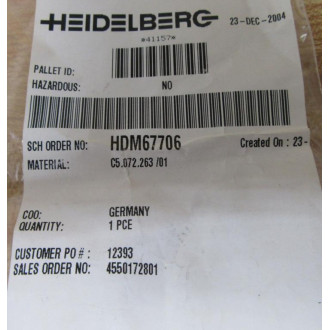 HEIDELBERG 23-DEC-2004
*41157*
PALLET ID:
HAZARDOUS: NO
SCH ORDER NO: HDM67706 Created On : 23-
MATERIAL: C5.072.263 /01
COO: GERMANY
QUANTITY: 1 PCE
CUSTOMER PO # : 12393
SALES ORDER NO: 4550172801